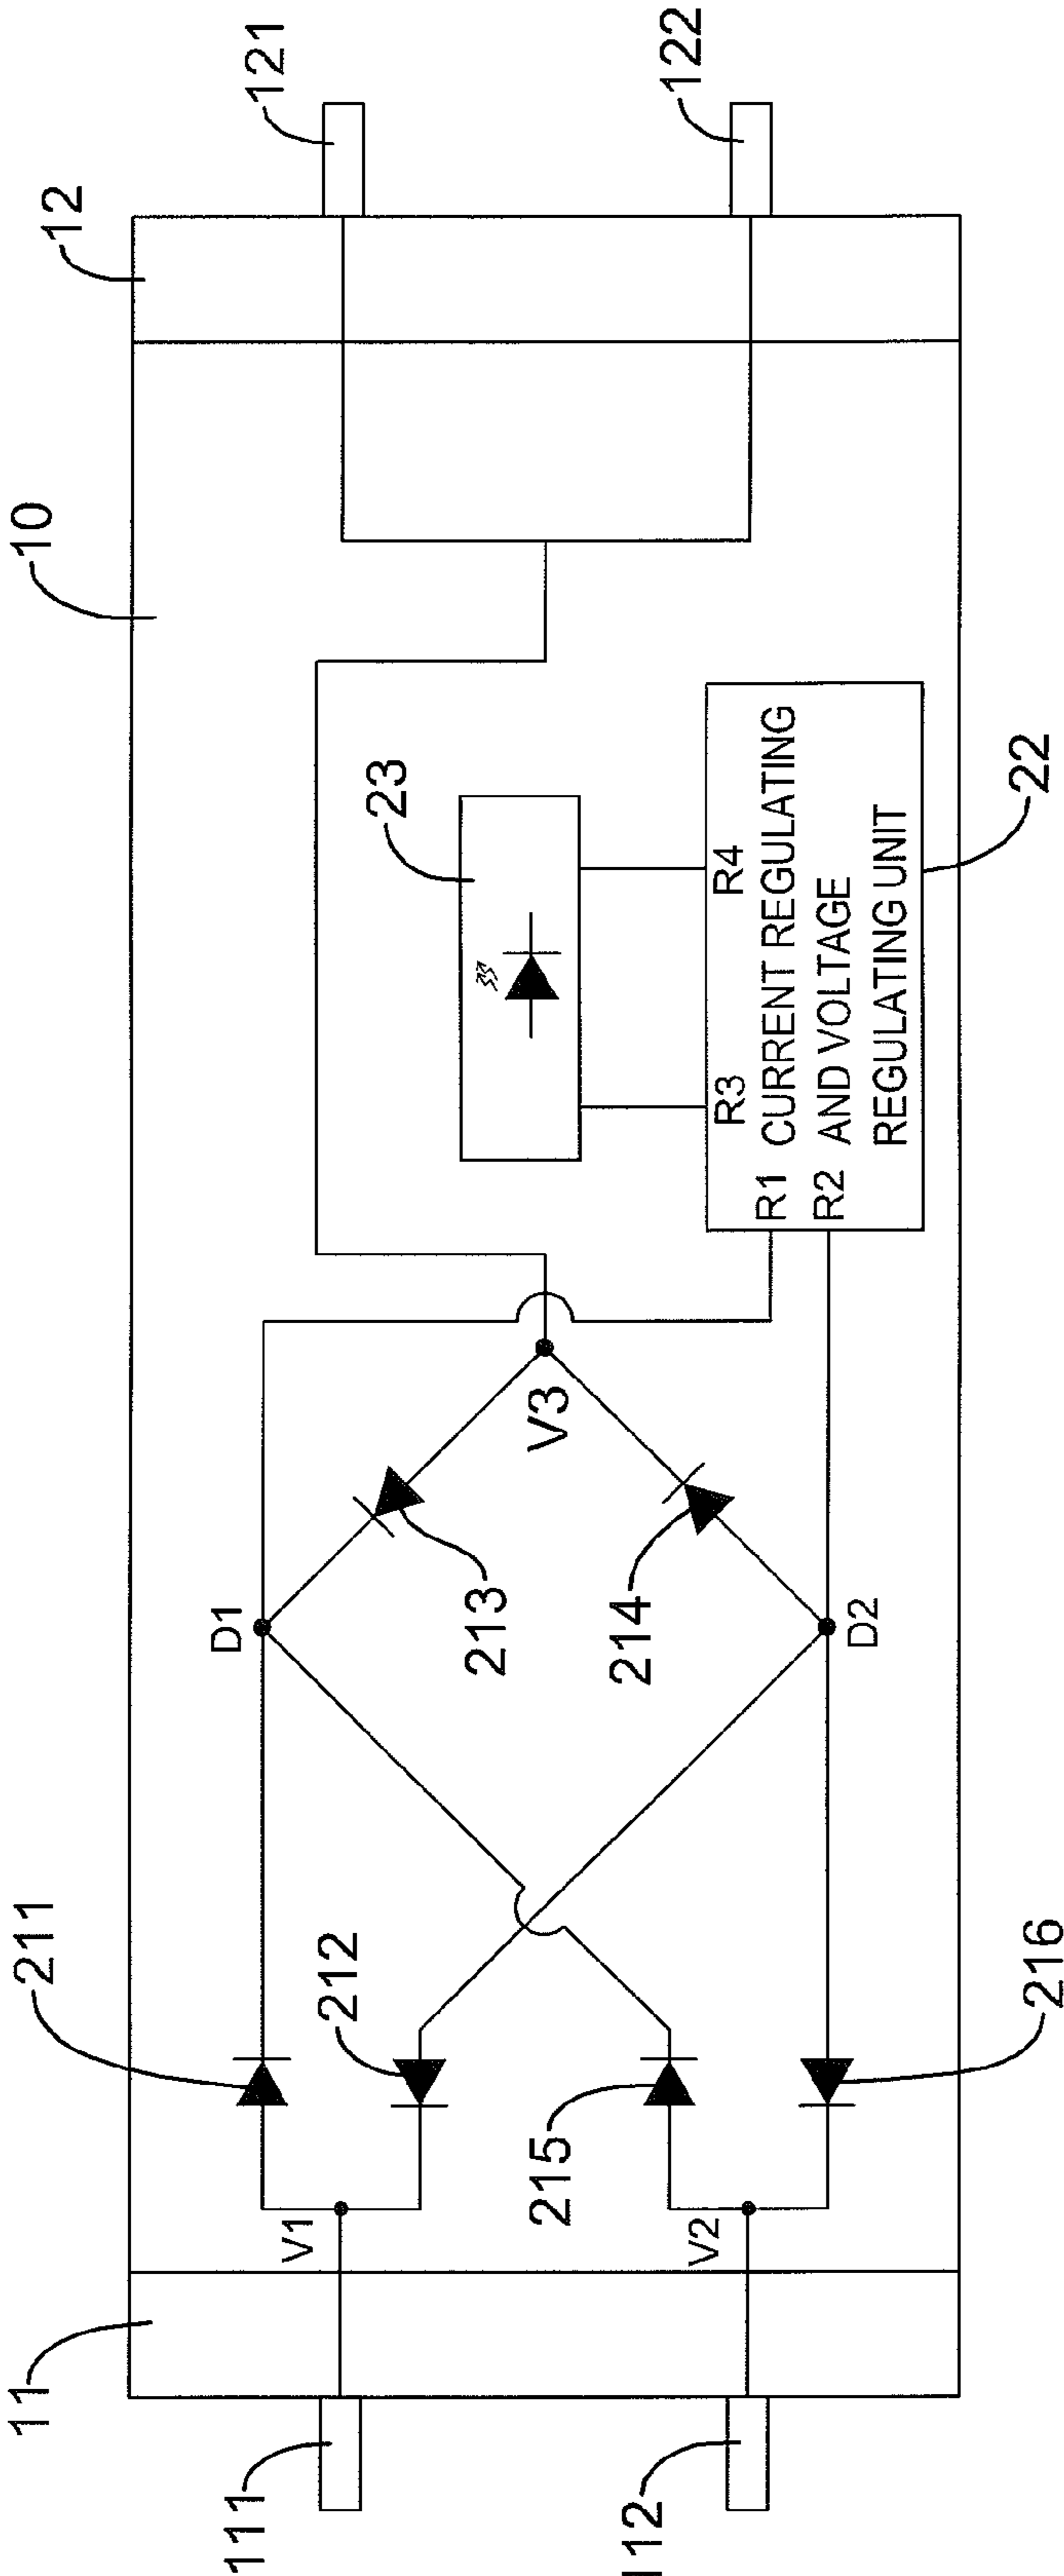 10
12
121
122
11
111
112
211
212
215
216
V1
V2
D1
213
214
D2
V3
23
R3
R4
R1
R2
CURRENT REGULATING
AND VOLTAGE
REGULATING UNIT
22